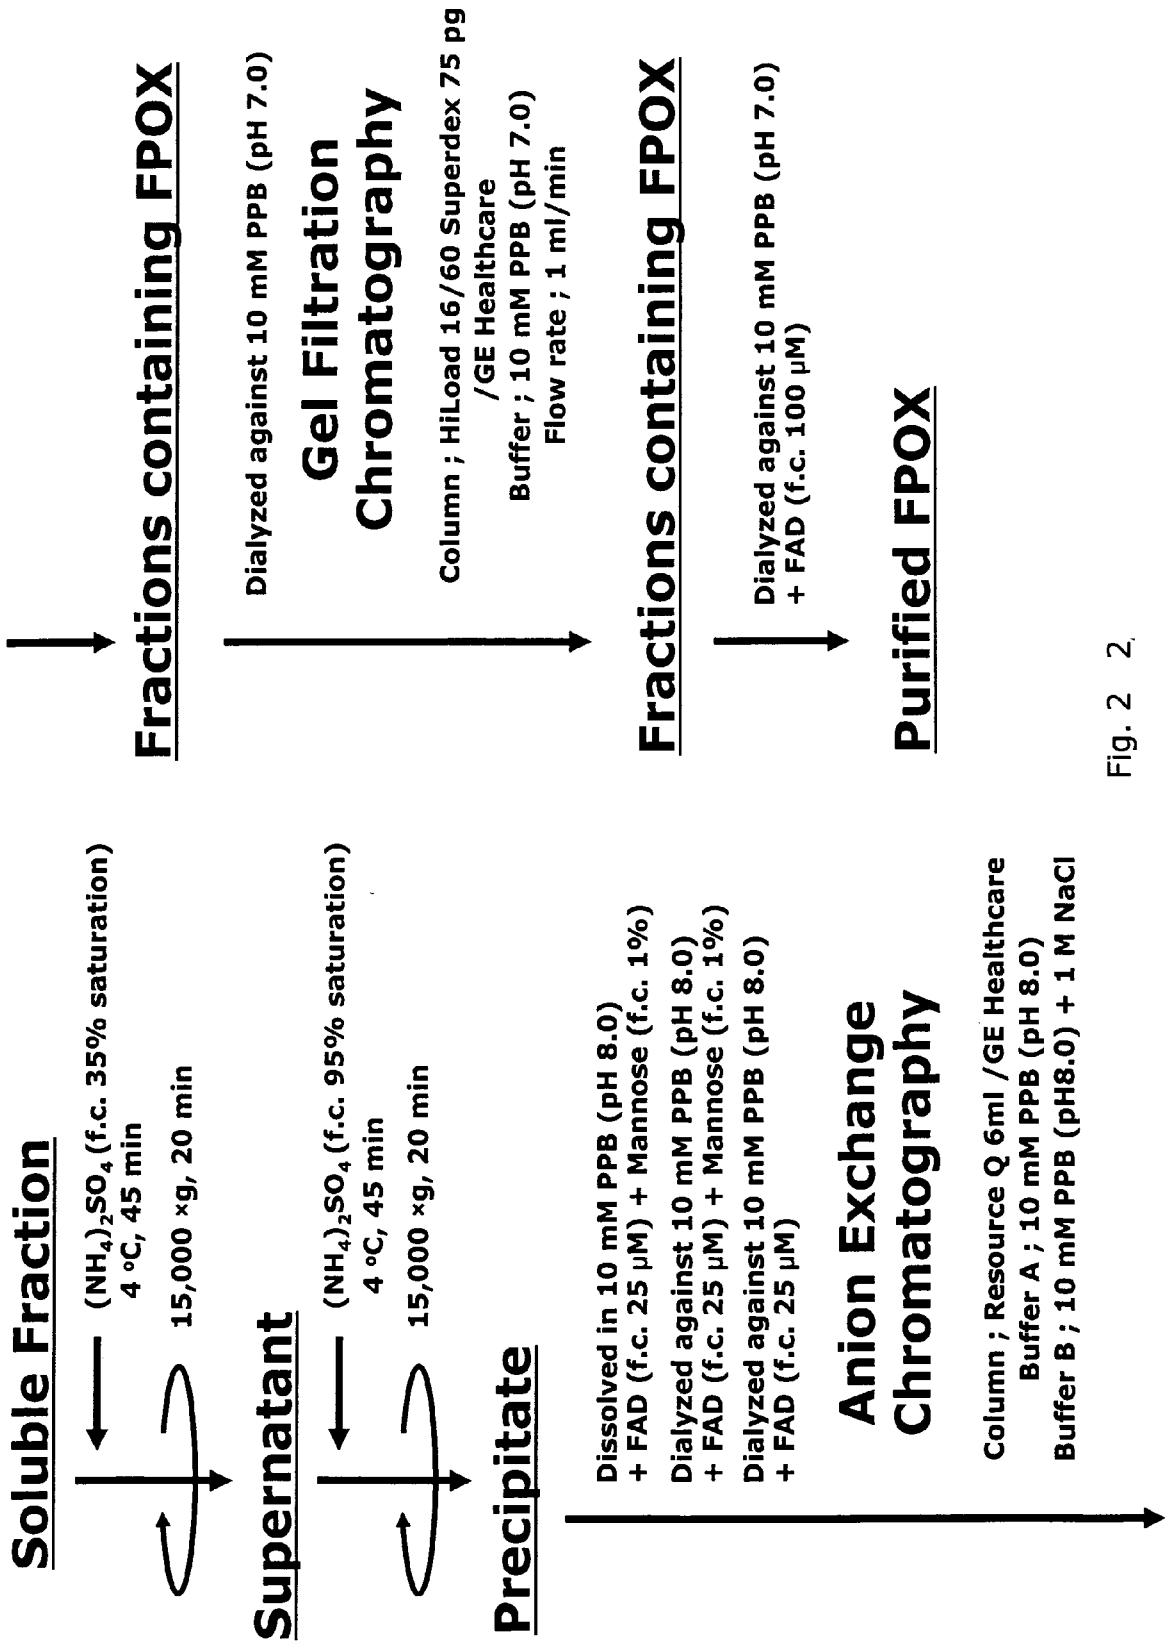 Soluble Fraction
(NH4)2SO4 (f.c. 35% saturation)
4 ºC, 45 min
15,000 ×g, 20 min
Supernatant
(NH4)2SO4 (f.c. 95% saturation)
4 ºC, 45 min
15,000 ×g, 20 min
Precipitate
Dissolved in 10 mM PPB (pH 8.0)
+ FAD (f.c. 25 µM) + Mannose (f.c. 1%)
Dialyzed against 10 mM PPB (pH 8.0)
+ FAD (f.c. 25 µM) + Mannose (f.c. 1%)
Dialyzed against 10 mM PPB (pH 8.0)
+ FAD (f.c. 25 µM)
Anion Exchange
Chromatography
Column ; Resource Q 6ml /GE Healthcare
Buffer A ; 10 mM PPB (pH 8.0)
Buffer B ; 10 mM PPB (pH8.0) + 1 M NaCl
Fractions containing FPOX
Dialyzed against 10 mM PPB (pH 7.0)
Gel Filtration
Chromatography
Column ; HiLoad 16/60 Superdex 75 pg
/GE Healthcare
Buffer ; 10 mM PPB (pH 7.0)
Flow rate ; 1 ml/min
Fractions containing FPOX
Dialyzed against 10 mM PPB (pH 7.0)
+ FAD (f.c. 100 µM)
Purified FPOX
Fig. 2 2